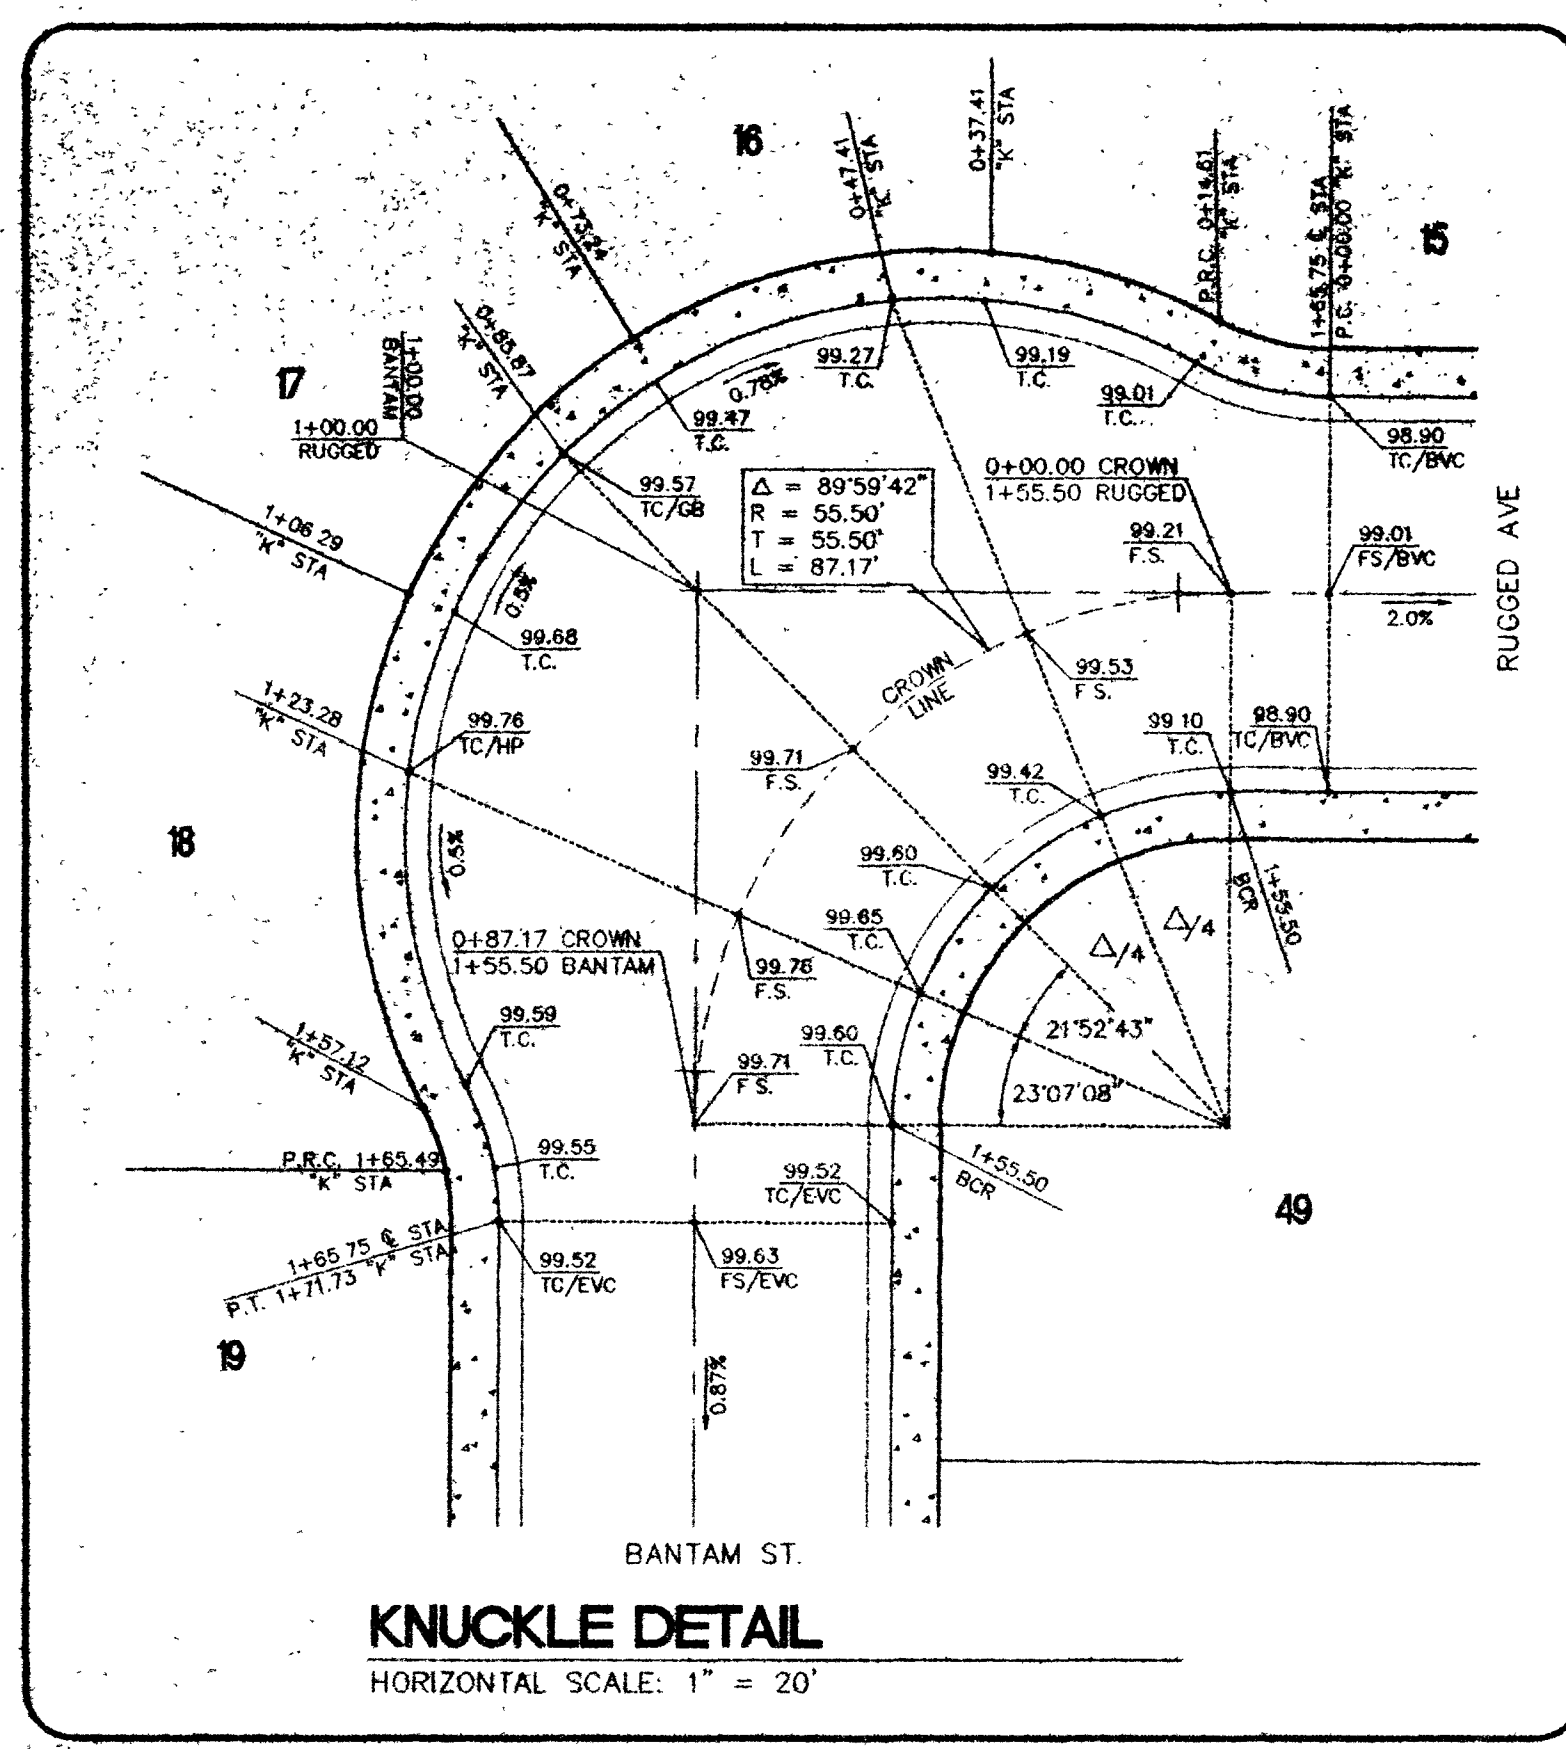 16
0+37.41
"K" STA
0+47.41
"K" STA
P.R.C. 0+14.61
"K" STA
1+65.75 ℄ STA
P.C. 0+00.00 "K" STA
15
0+73.24
"K" STA
17
0+85.87
"K" STA
1+00.00
BANTAM
1+00.00
RUGGED
99.27
T.C.
99.19
T.C.
99.01
T.C.
0.78%
99.47
T.C.
98.90
TC/BVC
99.57
TC/GB
Δ = 89°59'42"
R = 55.50'
T = 55.50'
L = 87.17'
0+00.00 CROWN
1+55.50 RUGGED
99.21
F.S.
99.01
FS/BVC
2.0%
RUGGED AVE
1+06.29
"K" STA
0.5%
99.68
T.C.
CROWN
LINE
99.53
F.S.
1+23.28
"K" STA
99.76
TC/HP
99.71
F.S.
99.10
T.C.
98.90
TC/BVC
99.42
T.C.
18
0.5%
99.60
T.C.
1+55.50
BCR
99.65
T.C.
Δ/4
Δ/4
0+87.17 CROWN
1+55.50 BANTAM
99.76
F.S.
99.59
T.C.
99.60
T.C.
21°52'43"
1+57.12
"K" STA
99.71
F.S.
23°07'08"
P.R.C. 1+65.49
"K" STA
99.55
T.C.
99.52
TC/EVC
1+55.50
BCR
49
1+65.75 ℄ STA
P.T. 1+71.73 "K" STA
99.52
TC/EVC
99.63
FS/EVC
19
0.87%
BANTAM ST.
KNUCKLE DETAIL
HORIZONTAL SCALE: 1" = 20'